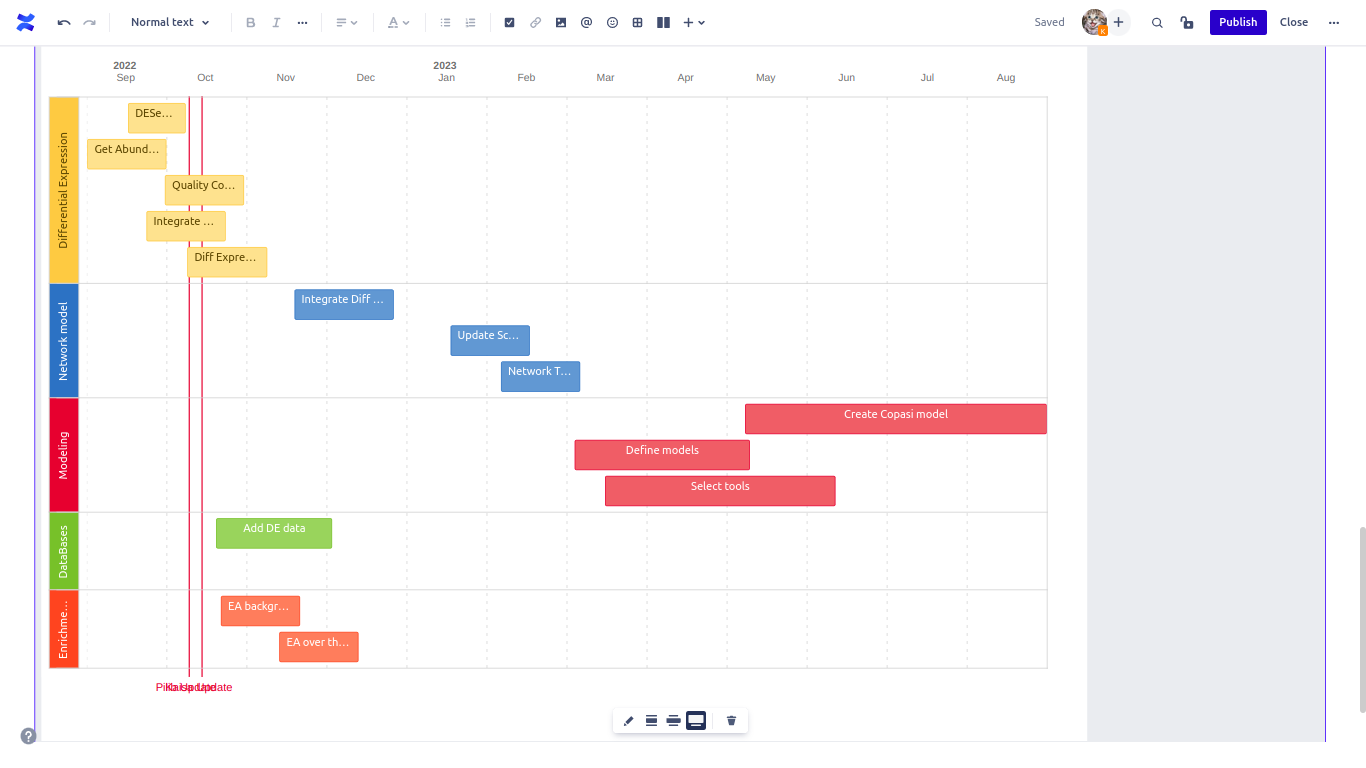 Normal text
Saved
Publish
Close
2022
2023
Sep Oct Nov Dec Jan Feb Mar Apr May Jun Jul Aug
Differential Expression
DESe...
Get Abund...
Quality Co...
Integrate ...
Diff Expre...
Network model
Integrate Diff ...
Update Sc...
Network T...
Modeling
Create Copasi model
Define models
Select tools
DataBases
Add DE data
Enrichme...
EA backgr...
EA over th...
Update